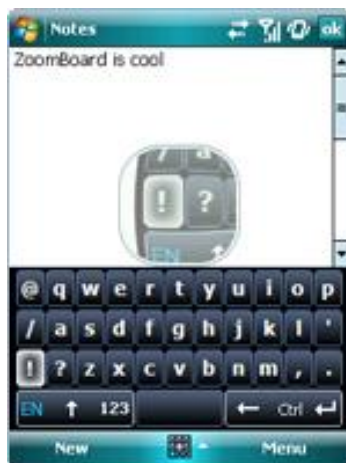 Notes ok
ZoomBoard is cool
/ a
! ?
EN ↑
@ q w e r t y u i o p
/ a s d f g h j k l '
! ? z x c v b n m , .
EN ↑ 123 ← Ctrl ↵
New Menu